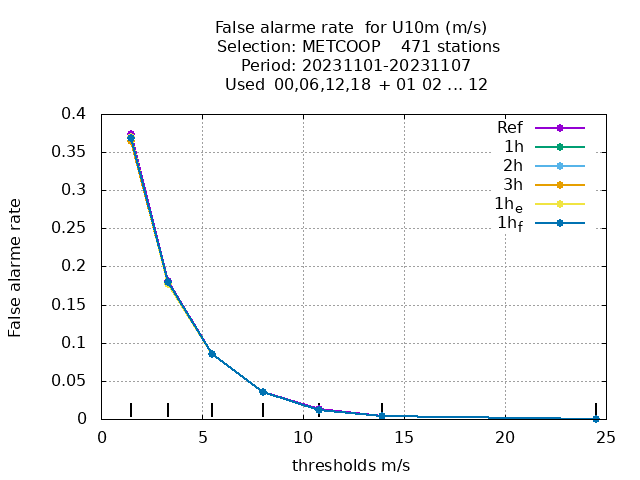 False alarme rate for U10m (m/s)
Selection: METCOOP 471 stations
Period: 20231101-20231107
Used 00,06,12,18 + 01 02 ... 12
Ref
1h
2h
3h
1he
1hf
0.4
0.35
0.3
0.25
0.2
0.15
0.1
0.05
0
False alarme rate
0 5 10 15 20 25
thresholds m/s